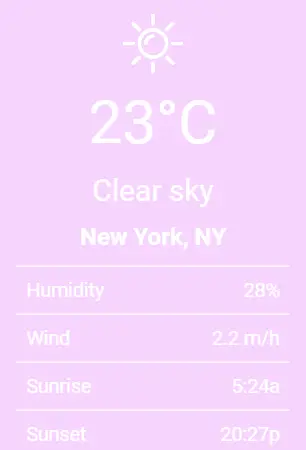 23°C
Clear sky
New York, NY
Humidity 28%
Wind 2.2 m/h
Sunrise 5:24a
Sunset 20:27p